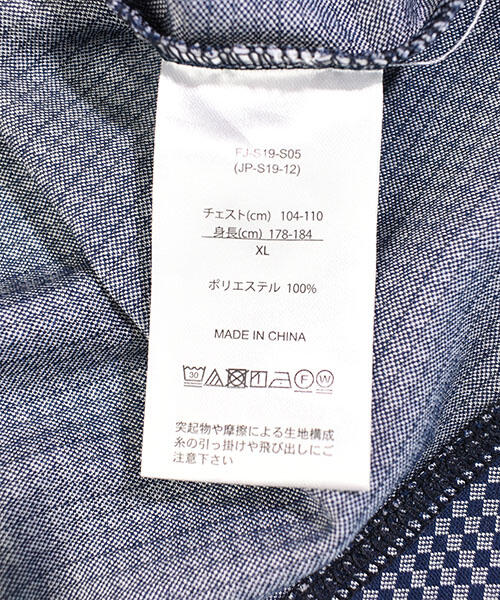 FJ-S19-S05
(JP-S19-12)
チェスト(cm) 104-110
身長(cm) 178-184
XL
ポリエステル 100%
MADE IN CHINA
30 F W
突起物や摩擦による生地構成
糸の引っ掛けや飛び出しにご
注意下さい